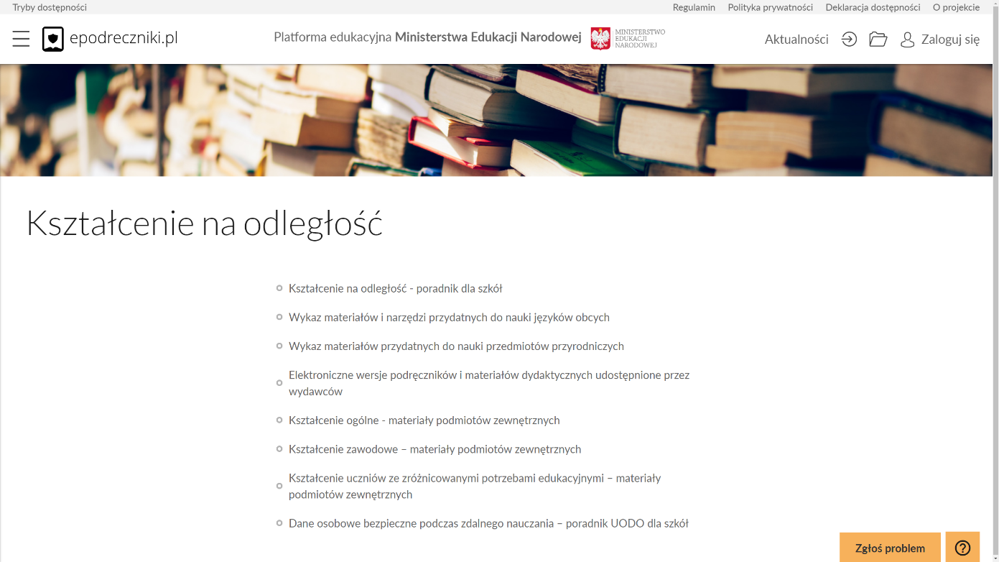 Tryby dostępności
Regulamin Polityka prywatności Deklaracja dostępności O projekcie
epodreczniki.pl
Platforma edukacyjna Ministerstwa Edukacji Narodowej
MINISTERSTWO
EDUKACJI
NARODOWEJ
Aktualności
Zaloguj się
Kształcenie na odległość
Kształcenie na odległość - poradnik dla szkół
Wykaz materiałów i narzędzi przydatnych do nauki języków obcych
Wykaz materiałów przydatnych do nauki przedmiotów przyrodniczych
Elektroniczne wersje podręczników i materiałów dydaktycznych udostępnione przez
wydawców
Kształcenie ogólne - materiały podmiotów zewnętrznych
Kształcenie zawodowe – materiały podmiotów zewnętrznych
Kształcenie uczniów ze zróżnicowanymi potrzebami edukacyjnymi – materiały
podmiotów zewnętrznych
Dane osobowe bezpieczne podczas zdalnego nauczania – poradnik UODO dla szkół
Zgłoś problem